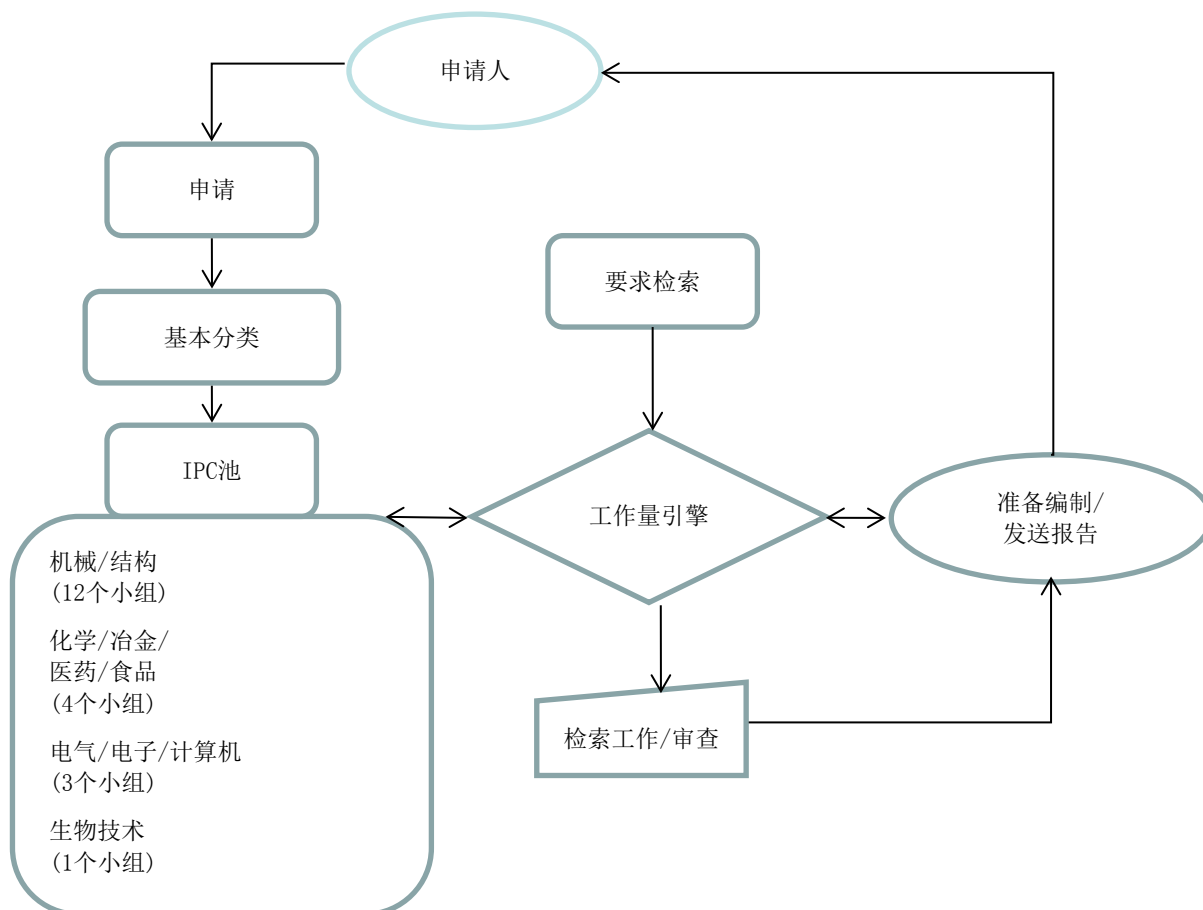 申请人
申请
要求检索
基本分类
IPC池
工作量引擎
准备编制/
发送报告
机械/结构
(12个小组)
化学/冶金/
医药/食品
(4个小组)
检索工作/审查
电气/电子/计算机
(3个小组)
生物技术
(1个小组)